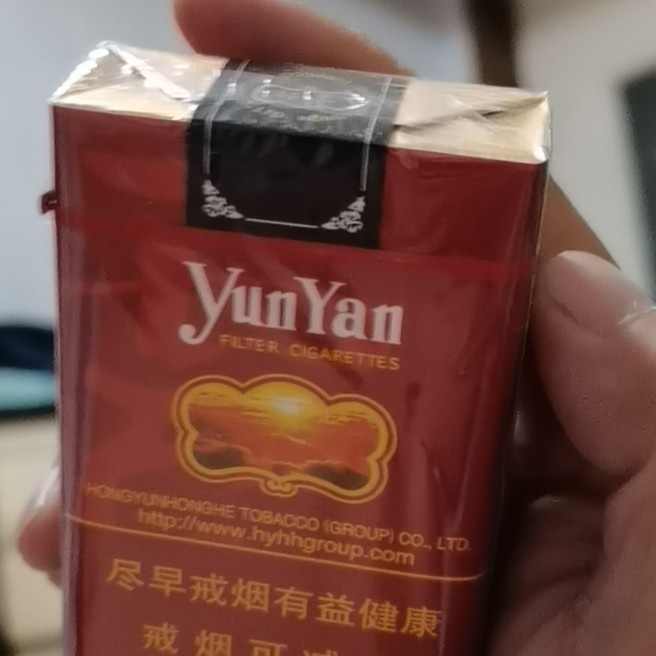 YunYan
FILTER CIGARETTES
HONGYUNHONGHE TOBACCO (GROUP) CO., LTD.
http://www.hyhhgroup.com
尽早戒烟有益健康
戒烟可减